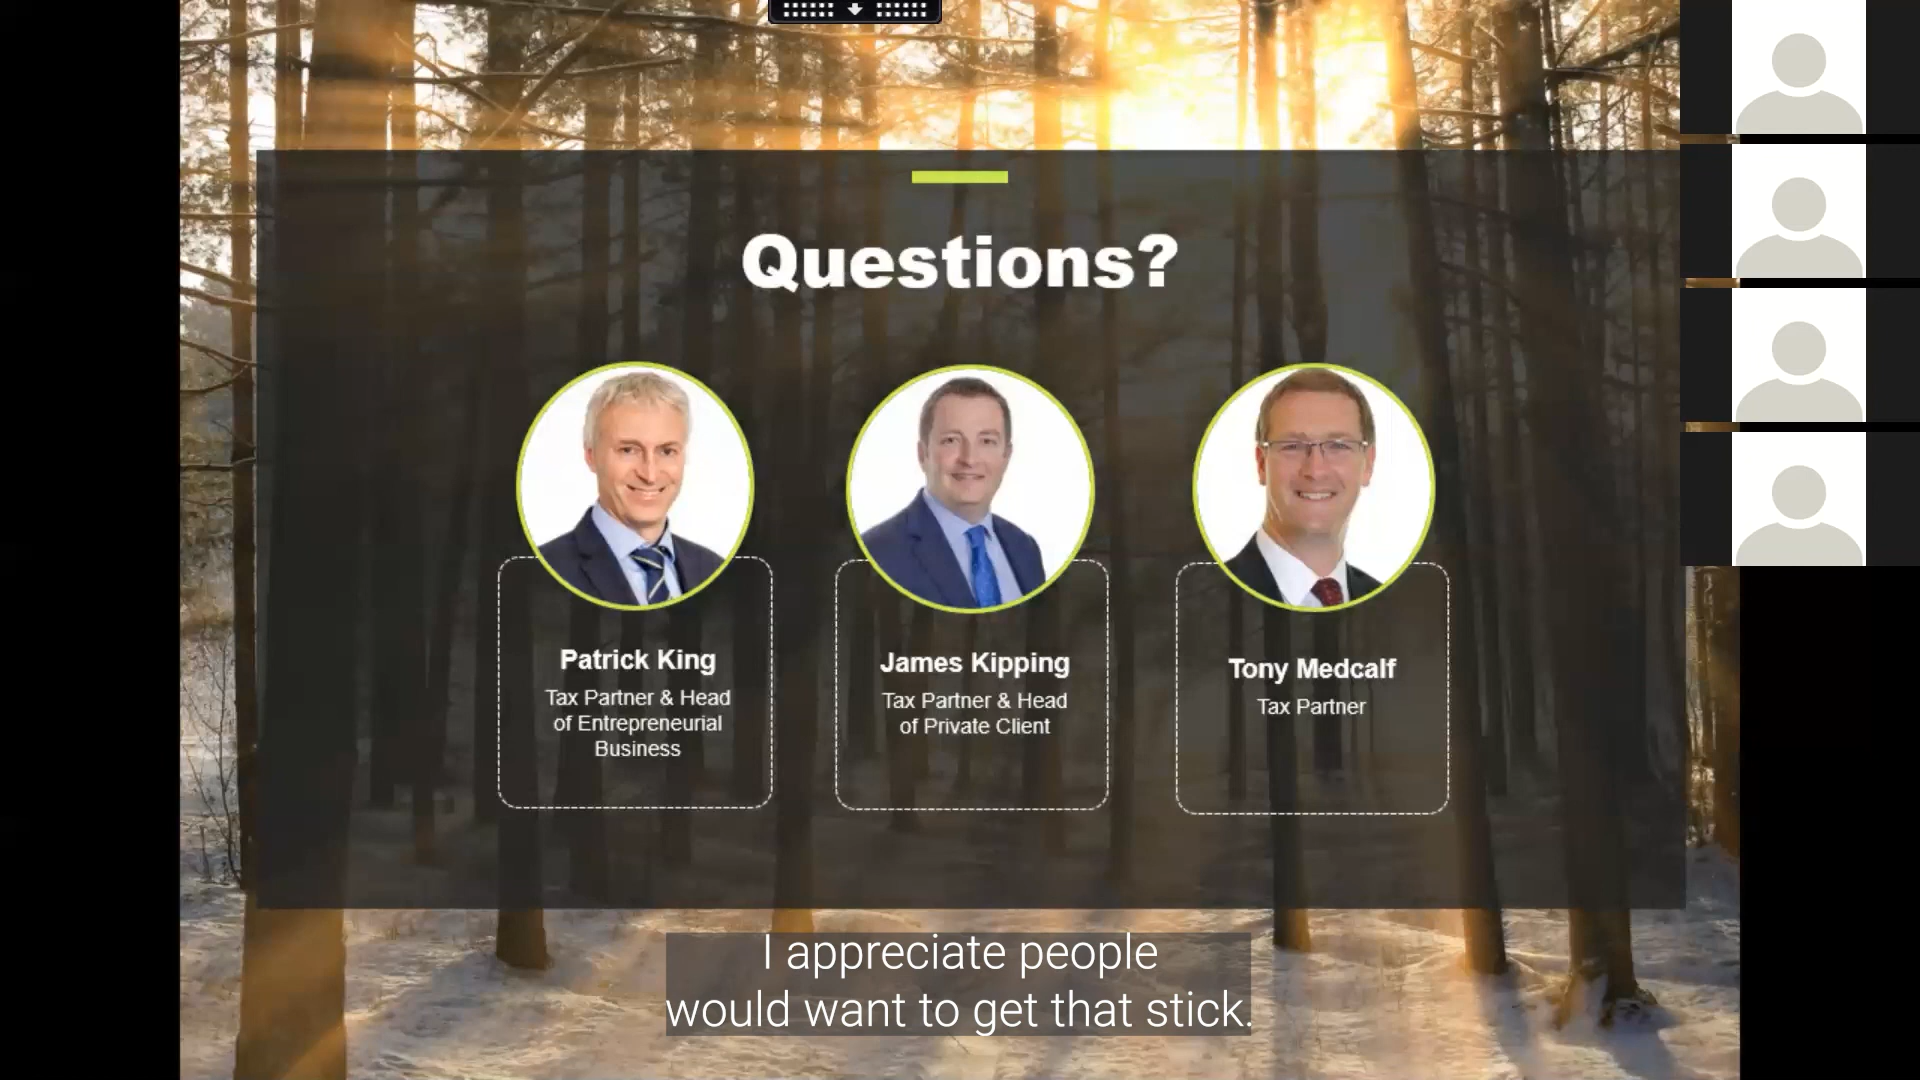 Questions?
Patrick King
Tax Partner & Head
of Entrepreneurial
Business
James Kipping
Tax Partner & Head
of Private Client
Tony Medcalf
Tax Partner
I appreciate people
would want to get that stick.